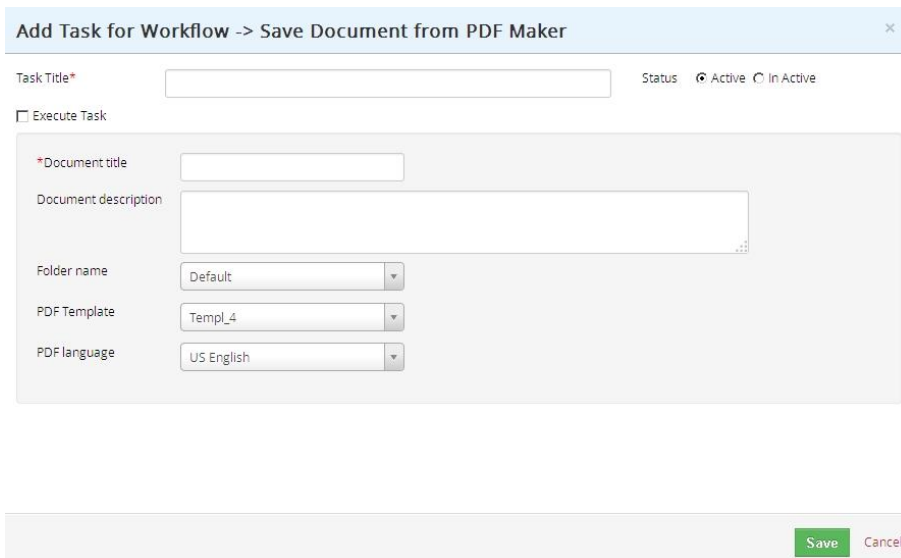 Add Task for Workflow -> Save Document from PDF Maker ×
Task Title* Status Active In Active
Execute Task
*Document title
Document description
Folder name Default
PDF Template Templ_4
PDF language US English
Save Cancel